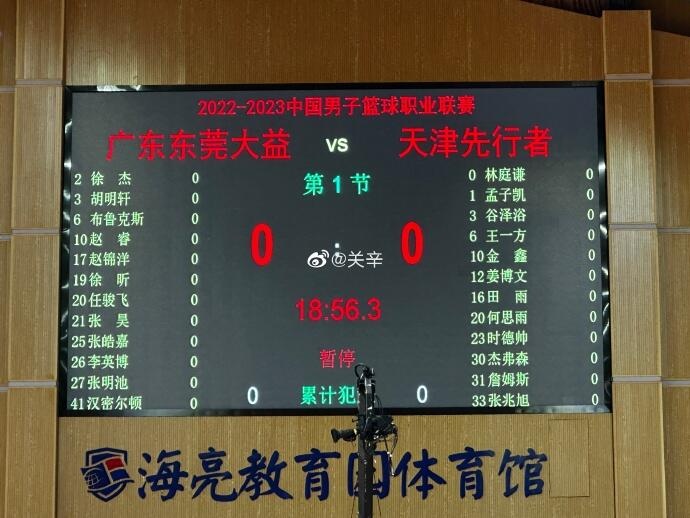 2022--2023中国男子篮球职业联赛
广东东莞大益 vs 天津先行者
第1节
2 徐 杰 0
3 胡明轩 0
6 布鲁克斯 0
10 赵 睿 0
17 赵锦洋 0
19 徐 昕 0
20 任骏飞 0
21 张 昊 0
25 张皓嘉 0
26 李英博 0
27 张明池 0
41 汉密尔顿 0
0 : 0
@关辛
18:56.3
暂停
0 累计犯 0
0 林庭谦 0
1 孟子凯 0
3 谷泽浴 0
6 王一方 0
10 金 鑫 0
12 姜博文 0
16 田 雨 0
20 何思雨 0
23 时德帅 0
30 杰弗森 0
31 詹姆斯 0
33 张兆旭 0
海亮教育园体育馆